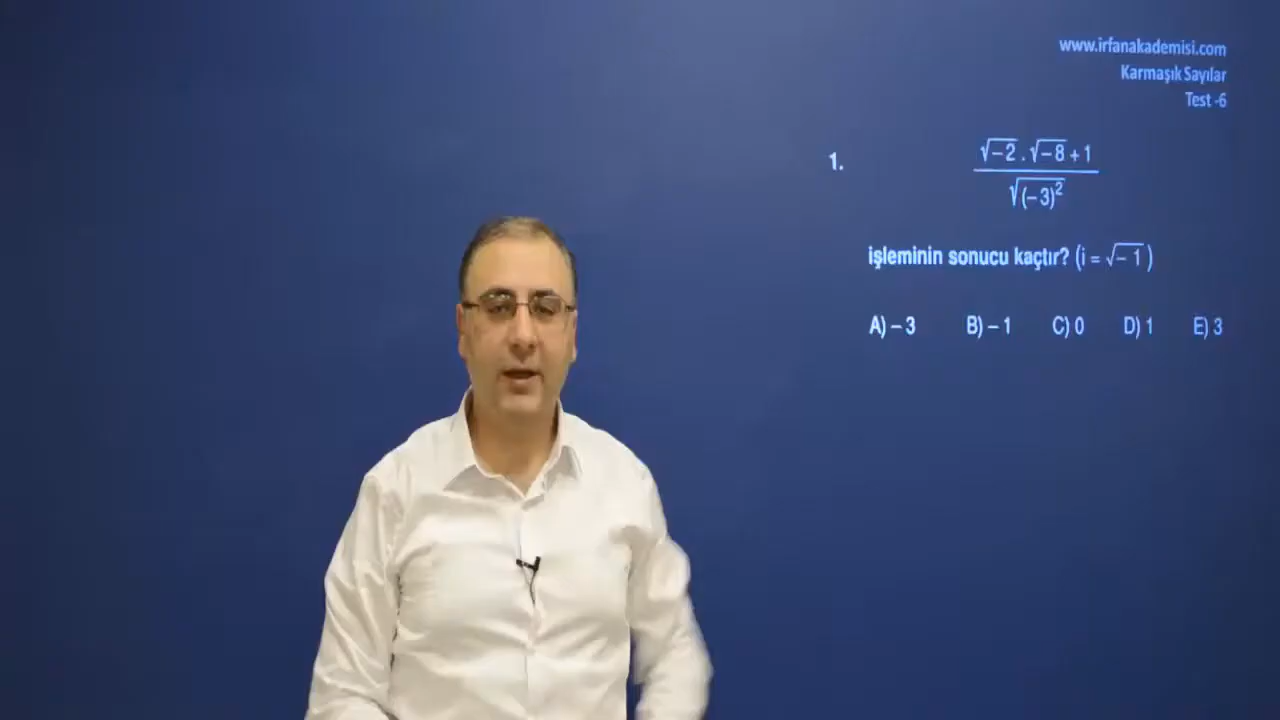 www.irfanakademisi.com
Karmaşık Sayılar
Test -6
1. √-2 . √-8 + 1
√(-3)²
işleminin sonucu kaçtır? (i = √-1)
A) – 3 B) – 1 C) 0 D) 1 E) 3